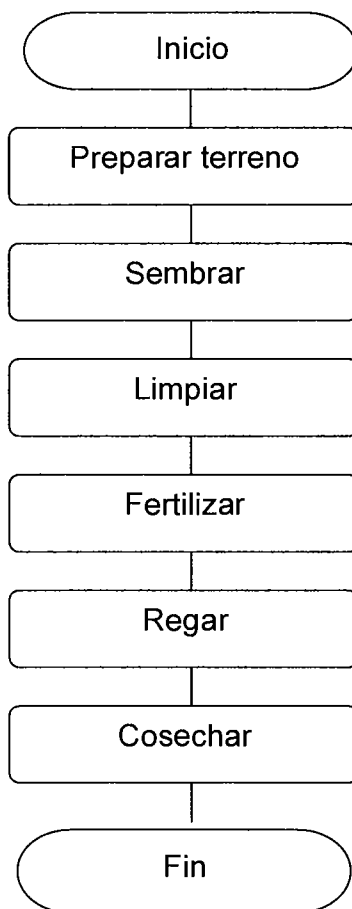 Inicio
Preparar terreno
Sembrar
Limpiar
Fertilizar
Regar
Cosechar
Fin